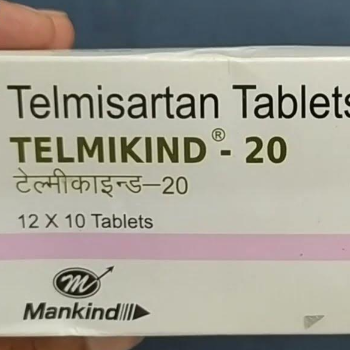 Telmisartan Tablets
TELMIKIND® - 20
टेल्मीकाइन्ड–20
12 X 10 Tablets
m
Mankind